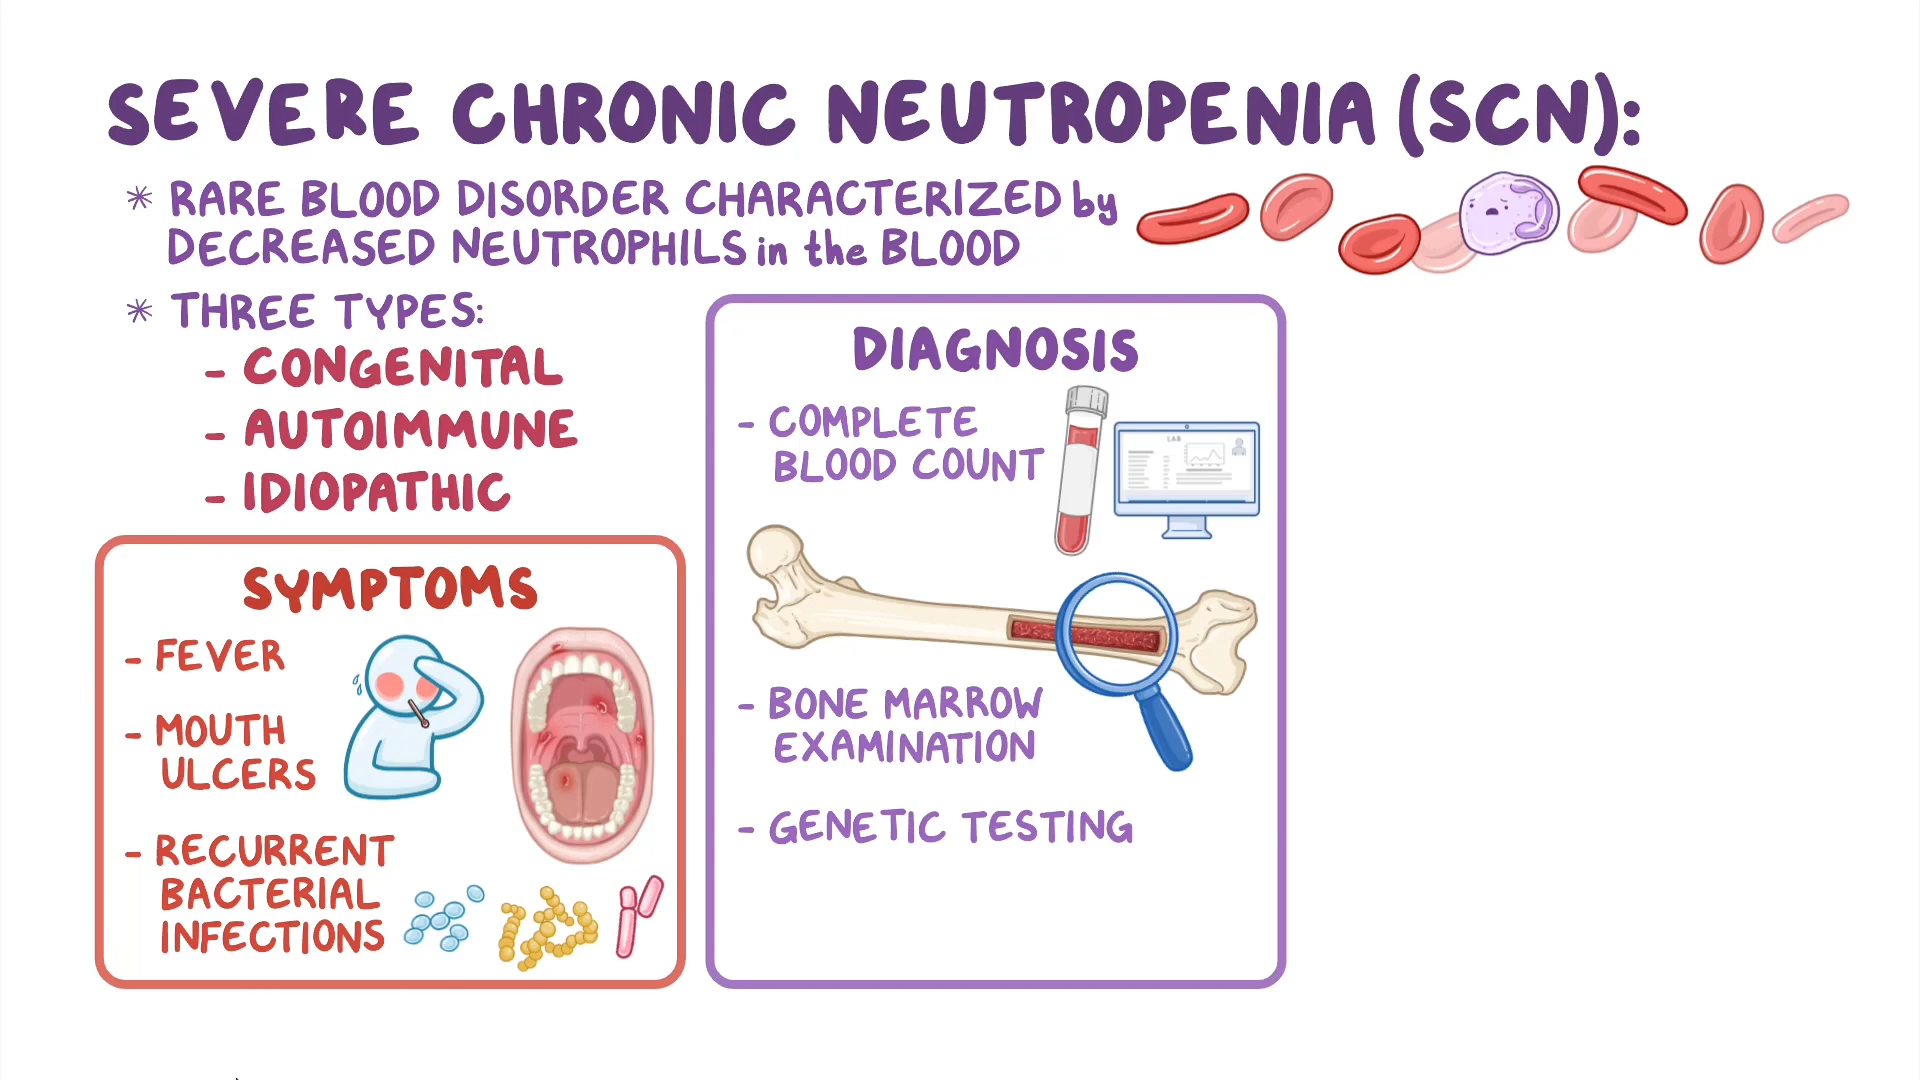 SEVERE CHRONIC NEUTROPENIA (SCN):
* RARE BLOOD DISORDER CHARACTERIZED by
DECREASED NEUTROPHILS in the BLOOD
* THREE TYPES:
- CONGENITAL
- AUTOIMMUNE
- IDIOPATHIC
SYMPTOMS
- FEVER
- MOUTH
ULCERS
- RECURRENT
BACTERIAL
INFECTIONS
DIAGNOSIS
- COMPLETE
BLOOD COUNT
LAB
- BONE MARROW
EXAMINATION
- GENETIC TESTING